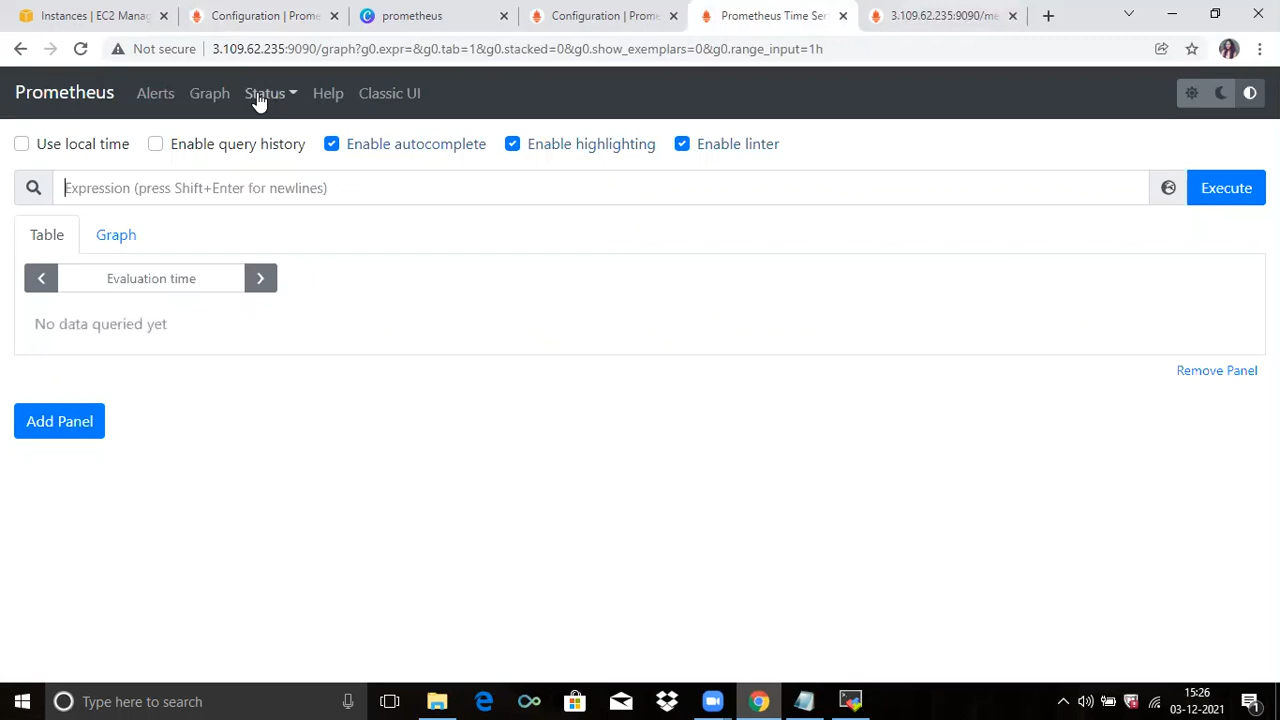 Instances | EC2 Manag
Configuration | Prome
prometheus
Configuration | Prome
Prometheus Time Ser
3.109.62.235:9090/me
Not secure
3.109.62.235:9090/graph?g0.expr=&g0.tab=1&g0.stacked=0&g0.show_exemplars=0&g0.range_input=1h
Prometheus Alerts Graph Status Help Classic UI
Use local time Enable query history Enable autocomplete Enable highlighting Enable linter
Expression (press Shift+Enter for newlines) Execute
Table Graph
Evaluation time
No data queried yet
Remove Panel
Add Panel
Type here to search
15:26
03-12-2021